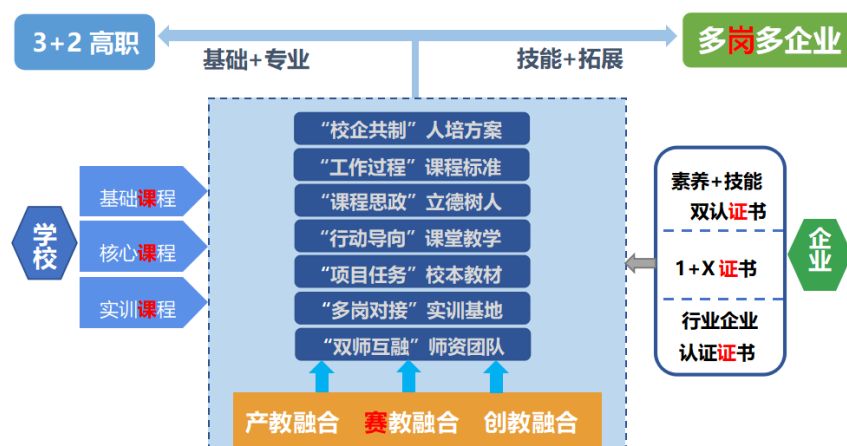 3+2 高职
多岗多企业
基础+专业
技能+拓展
“校企共制”人培方案
“工作过程”课程标准
“课程思政”立德树人
“行动导向”课堂教学
“项目任务”校本教材
“多岗对接”实训基地
“双师互融”师资团队
学校
基础课程
核心课程
实训课程
素养+技能
双认证书
1+X 证书
行业企业
认证证书
企业
产教融合 赛教融合 创教融合